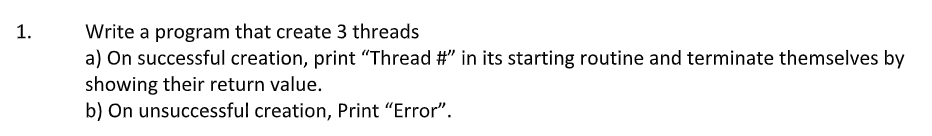 1. Write a program that create 3 threads
a) On successful creation, print “Thread #” in its starting routine and terminate themselves by
showing their return value.
b) On unsuccessful creation, Print “Error”.